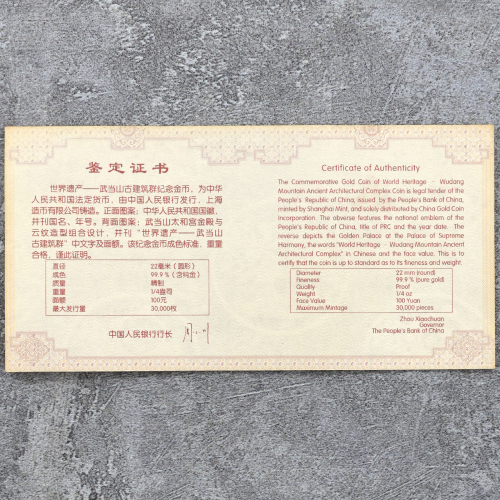 鉴定证书
世界遗产——武当山古建筑群纪念金币，为中华
人民共和国法定货币，由中国人民银行发行，上海
造币有限公司铸造。正面图案：中华人民共和国国徽，
并刊国名、年号。背面图案：武当山太和宫金殿与
云纹造型组合设计，并刊“世界遗产——武当山
古建筑群”中文字及面额。该纪念金币成色标准，重量
合格，谨此证明。
直径 22毫米（圆形）
成色 99.9％（含纯金）
质量 精制
重量 1/4盎司
面额 100元
最大发行量 30,000枚
中国人民银行行长
Certificate of Authenticity
The Commemorative Gold Coin of World Heritage – Wudang
Mountain Ancient Architectural Complex Coin is legal tender of the
People's Republic of China, issued by the People's Bank of China,
minted by Shanghai Mint, and solely distributed by China Gold Coin
Incorporation. The obverse features the national emblem of the
People's Republic of China, title of PRC and the year date. The
reverse depicts the Golden Palace at the Palace of Supreme
Harmony, the words "World Heritage – Wudang Mountain Ancient
Architectural Complex" in Chinese and the face value. This is to
certify that the coin is up to standard as to its fineness and weight.
Diameter 22 mm (round)
Fineness 99.9% (pure gold)
Quality Proof
Weight 1/4 oz
Face Value 100 Yuan
Maximum Mintage 30,000 pieces
Zhou Xiaochuan
Governor
The People's Bank of China